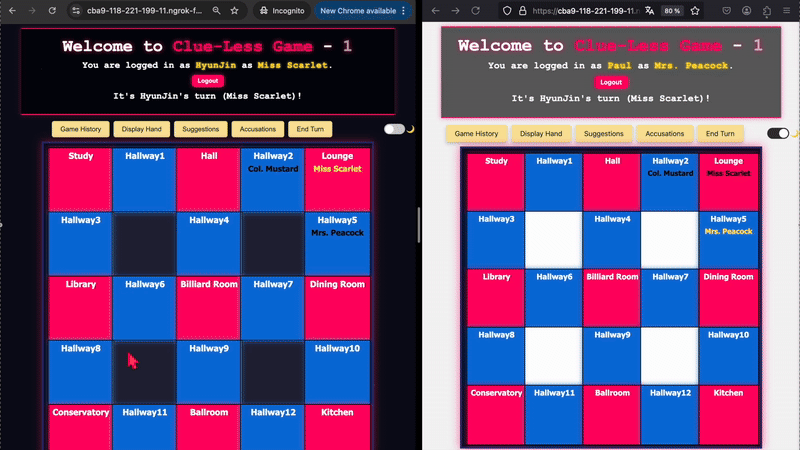 cba9-118-221-199-11.ngrok-f...
Incognito
New Chrome available
Welcome to Clue-Less Game - 1
You are logged in as HyunJin as Miss Scarlet.
Logout
It's HyunJin's turn (Miss Scarlet)!
Game History
Display Hand
Suggestions
Accusations
End Turn
Study
Hallway1
Hall
Hallway2
Col. Mustard
Lounge
Miss Scarlet
Hallway3
Hallway4
Hallway5
Mrs. Peacock
Library
Hallway6
Billiard Room
Hallway7
Dining Room
Hallway8
Hallway9
Hallway10
Conservatory
Hallway11
Ballroom
Hallway12
Kitchen
https://cba9-118-221-199-11.n
80 %
Welcome to Clue-Less Game - 1
You are logged in as Paul as Mrs. Peacock.
Logout
It's HyunJin's turn (Miss Scarlet)!
Game History
Display Hand
Suggestions
Accusations
End Turn
Study
Hallway1
Hall
Hallway2
Col. Mustard
Lounge
Miss Scarlet
Hallway3
Hallway4
Hallway5
Mrs. Peacock
Library
Hallway6
Billiard Room
Hallway7
Dining Room
Hallway8
Hallway9
Hallway10
Conservatory
Hallway11
Ballroom
Hallway12
Kitchen